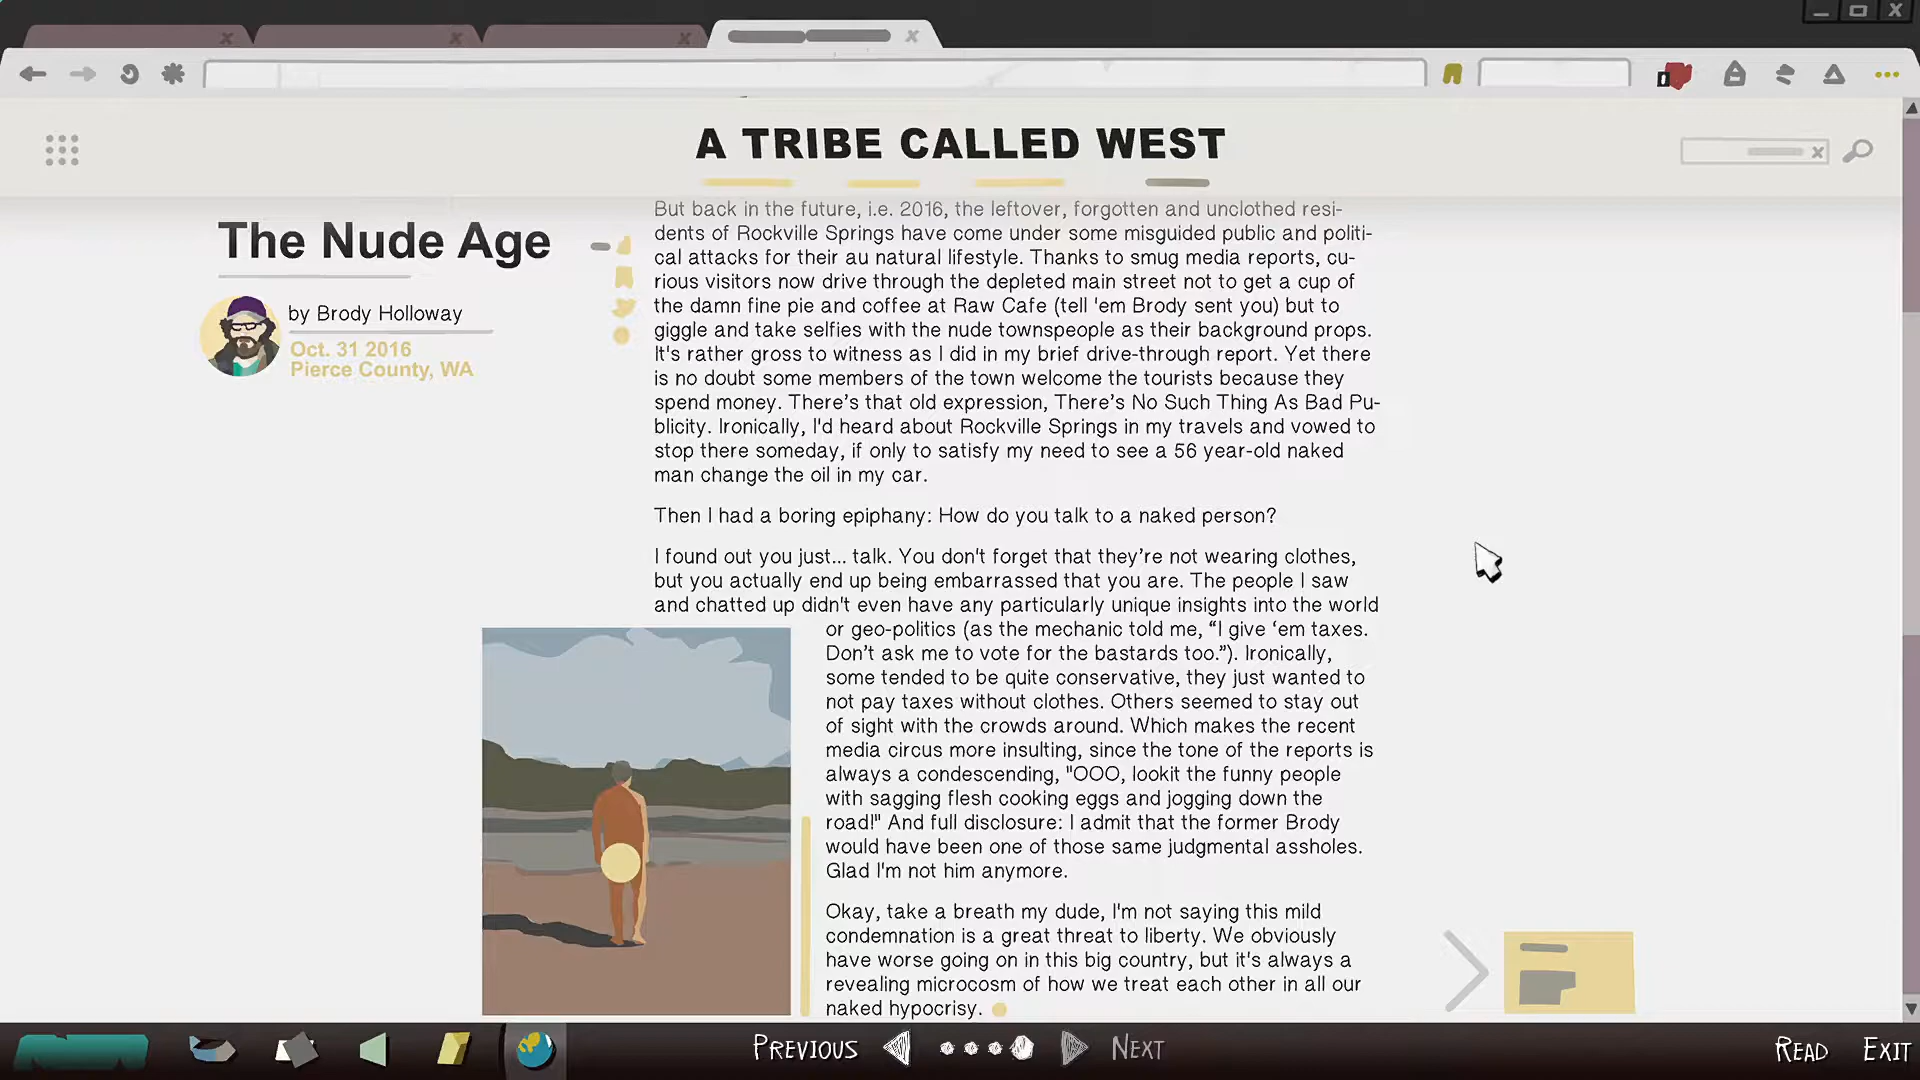 A TRIBE CALLED WEST
The Nude Age
by Brody Holloway
Oct. 31 2016
Pierce County, WA
But back in the future, i.e. 2016, the leftover, forgotten and unclothed resi-
dents of Rockville Springs have come under some misguided public and politi-
cal attacks for their au natural lifestyle. Thanks to smug media reports, cu-
rious visitors now drive through the depleted main street not to get a cup of
the damn fine pie and coffee at Raw Cafe (tell 'em Brody sent you) but to
giggle and take selfies with the nude townspeople as their background props.
It's rather gross to witness as I did in my brief drive-through report. Yet there
is no doubt some members of the town welcome the tourists because they
spend money. There’s that old expression, There’s No Such Thing As Bad Pu-
blicity. Ironically, I'd heard about Rockville Springs in my travels and vowed to
stop there someday, if only to satisfy my need to see a 56 year-old naked
man change the oil in my car.
Then I had a boring epiphany: How do you talk to a naked person?
I found out you just... talk. You don't forget that they’re not wearing clothes,
but you actually end up being embarrassed that you are. The people I saw
and chatted up didn't even have any particularly unique insights into the world
or geo-politics (as the mechanic told me, “I give ‘em taxes.
Don’t ask me to vote for the bastards too.”). Ironically,
some tended to be quite conservative, they just wanted to
not pay taxes without clothes. Others seemed to stay out
of sight with the crowds around. Which makes the recent
media circus more insulting, since the tone of the reports is
always a condescending, "OOO, lookit the funny people
with sagging flesh cooking eggs and jogging down the
road!" And full disclosure: I admit that the former Brody
would have been one of those same judgmental assholes.
Glad I'm not him anymore.
Okay, take a breath my dude, I'm not saying this mild
condemnation is a great threat to liberty. We obviously
have worse going on in this big country, but it's always a
revealing microcosm of how we treat each other in all our
naked hypocrisy.
PREVIOUS
NEXT
READ
EXIT